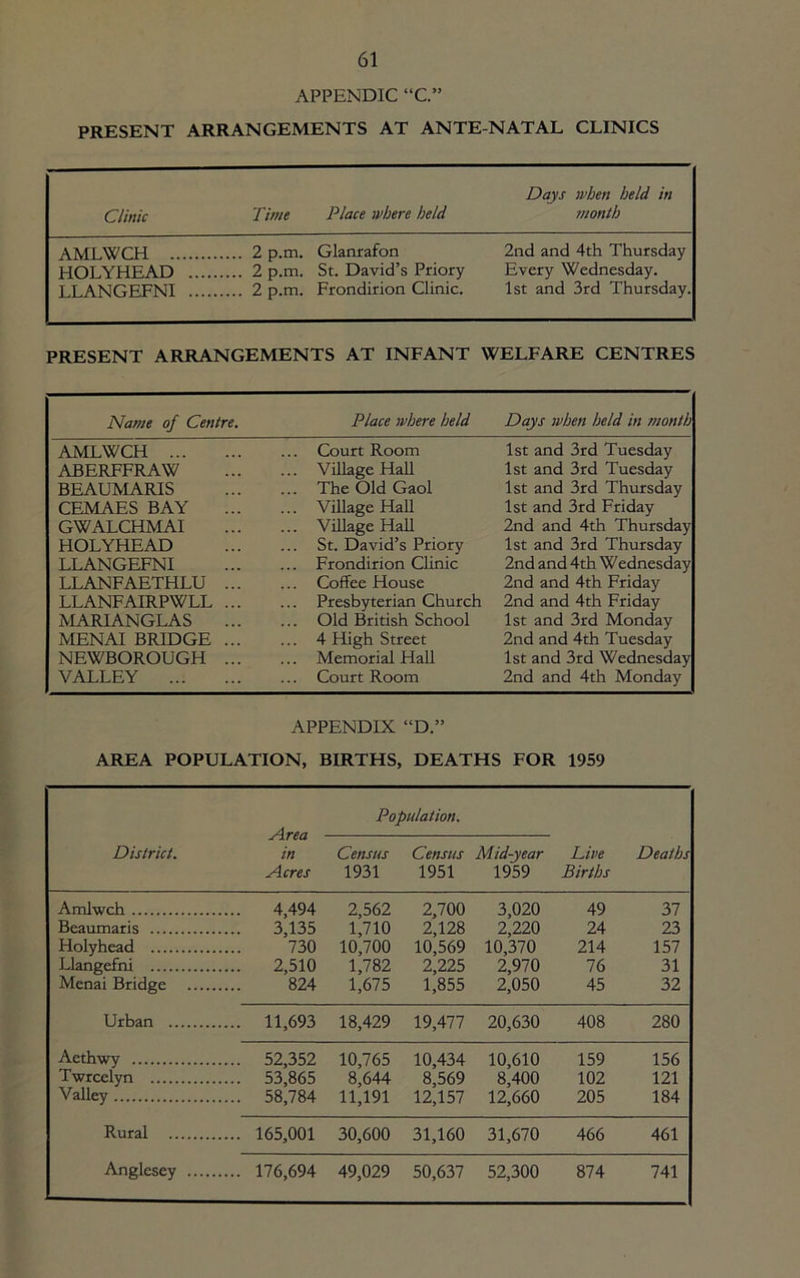 61
APPENDIC “C.”
PRESENT ARRANGEMENTS AT ANTE-NATAL CLINICS
Clinic Time Place where held Days when held in month
AMLWCH ............ 2 p.m. Glanrafon 2nd and 4th Thursday
HOLYHEAD ......... 2 p.m. St. David’s Priory Every Wednesday.
LLANGEFNI ......... 2 p.m. Frondirion Clinic. 1st and 3rd Thursday.
PRESENT ARRANGEMENTS AT INFANT WELFARE CENTRES
Name of Centre. Place where held Days when held in month
AMLWCH ... ... ... Court Room 1st and 3rd Tuesday
ABERFFRAW ... ... Village Hall 1st and 3rd Tuesday
BEAUMARIS ... ... The Old Gaol 1st and 3rd Thursday
CEMAES BAY ... ... Village Hall 1st and 3rd Friday
GWALCHMAI ... ... Village Hall 2nd and 4th Thursday
HOLYHEAD ... ... St. David’s Priory 1st and 3rd Thursday
LLANGEFNI ... ... Frondirion Clinic 2nd and 4th Wednesday
LLANFAETHLU ... ... Coffee House 2nd and 4th Friday
LLANFAIRPWLL ... ... Presbyterian Church 2nd and 4th Friday
MARIANGLAS ... ... Old British School 1st and 3rd Monday
MENAI BRIDGE ... ... 4 High Street 2nd and 4th Tuesday
NEWBOROUGH ... ... Memorial Hall 1st and 3rd Wednesday
VALLEY ... ... ... Court Room 2nd and 4th Monday
APPENDIX “D.”
AREA POPULATION, BIRTHS, DEATHS FOR 1959
Population.
District. Area in Acres Census 1931 Census 1951 Mid-year 1959 Live Births Deaths
Amlwch .................. 4,494 2,562 2,700 3,020 49 37
Beaumaris ............... 3,135 1,710 2,128 2,220 24 23
Holyhead ............... 730 10,700 10,569 10,370 214 157
Llangefni ............... 2,510 1,782 2,225 2,970 76 31
Menai Bridge ......... 824 1,675 1,855 2,050 45 32
Urban ............ 11,693 18,429 19,477 20,630 408 280
Aethwy .................. 52,352 10,765 10,434 10,610 159 156
Twrcelyn ............... 53,865 8,644 8,569 8,400 102 121
Valley ..................... 58,784 11,191 12,157 12,660 205 184
Rural ............ 165,001 30,600 31,160 31,670 466 461
Anglesey ......... 176,694 49,029 50,637 52,300 874 741